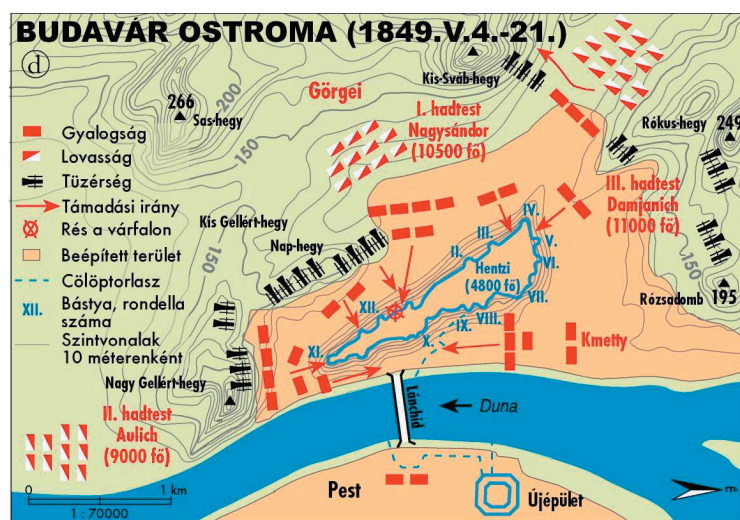 BUDAVÁR OSTROMA (1849.V.4.-21.)
d
Gyalogság
Lovasság
Tüzérség
Támadási irány
Rés a várfalon
Beépített terület
Cölöptorlasz
XII.
Bástya, rondella
száma
Szintvonalak
10 méterenként
266
Sas-hegy
200
150
Görgei
Kis-Sváb-hegy
I. hadtest
Nagysándor
(10500 fő)
Rókus-hegy
249
III. hadtest
Damjanich
(11000 fő)
150
Rózsadomb 195
Kis Gellért-hegy
150
Nap-hegy
Nagy Gellért-hegy
II. hadtest
Aulich
(9000 fő)
Hentzi
(4800 fő)
II.
III.
IV.
V.
VI.
VII.
VIII.
IX.
X.
XI.
XII.
Kmetty
Lánchíd
Duna
Pest
Újépület
0
1 km
1 : 70000
m